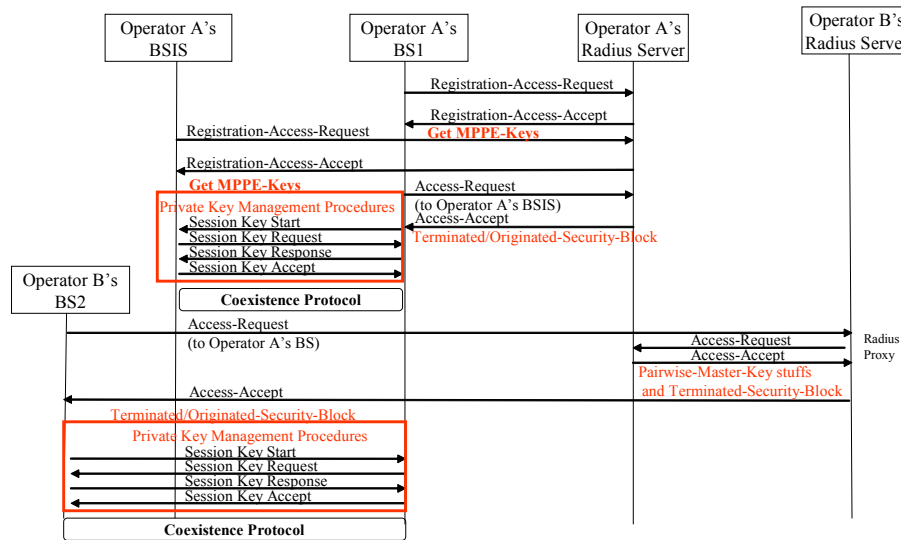 Operator A's
BSIS
Operator A's
BS1
Operator A's
Radius Server
Operator B's
Radius Server
Registration-Access-Request
Registration-Access-Accept
Registration-Access-Request
Get MPPE-Keys
Registration-Access-Accept
Get MPPE-Keys
Access-Request
(to Operator A's BSIS)
Private Key Management Procedures
Session Key Start
Access-Accept
Terminated/Originated-Security-Block
Session Key Request
Session Key Response
Session Key Accept
Operator B's
BS2
Coexistence Protocol
Access-Request
(to Operator A's BS)
Access-Request
Radius
Proxy
Access-Accept
Pairwise-Master-Key stuffs
and Terminated-Security-Block
Access-Accept
Terminated/Originated-Security-Block
Private Key Management Procedures
Session Key Start
Session Key Request
Session Key Response
Session Key Accept
Coexistence Protocol